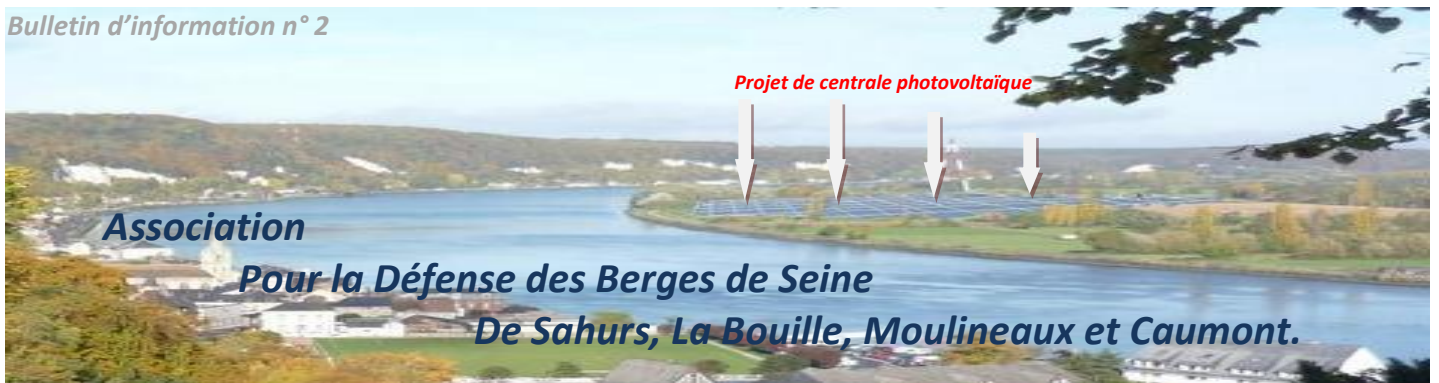 Bulletin d’information n° 2
Projet de centrale photovoltaïque
Association
Pour la Défense des Berges de Seine
De Sahurs, La Bouille, Moulineaux et Caumont.